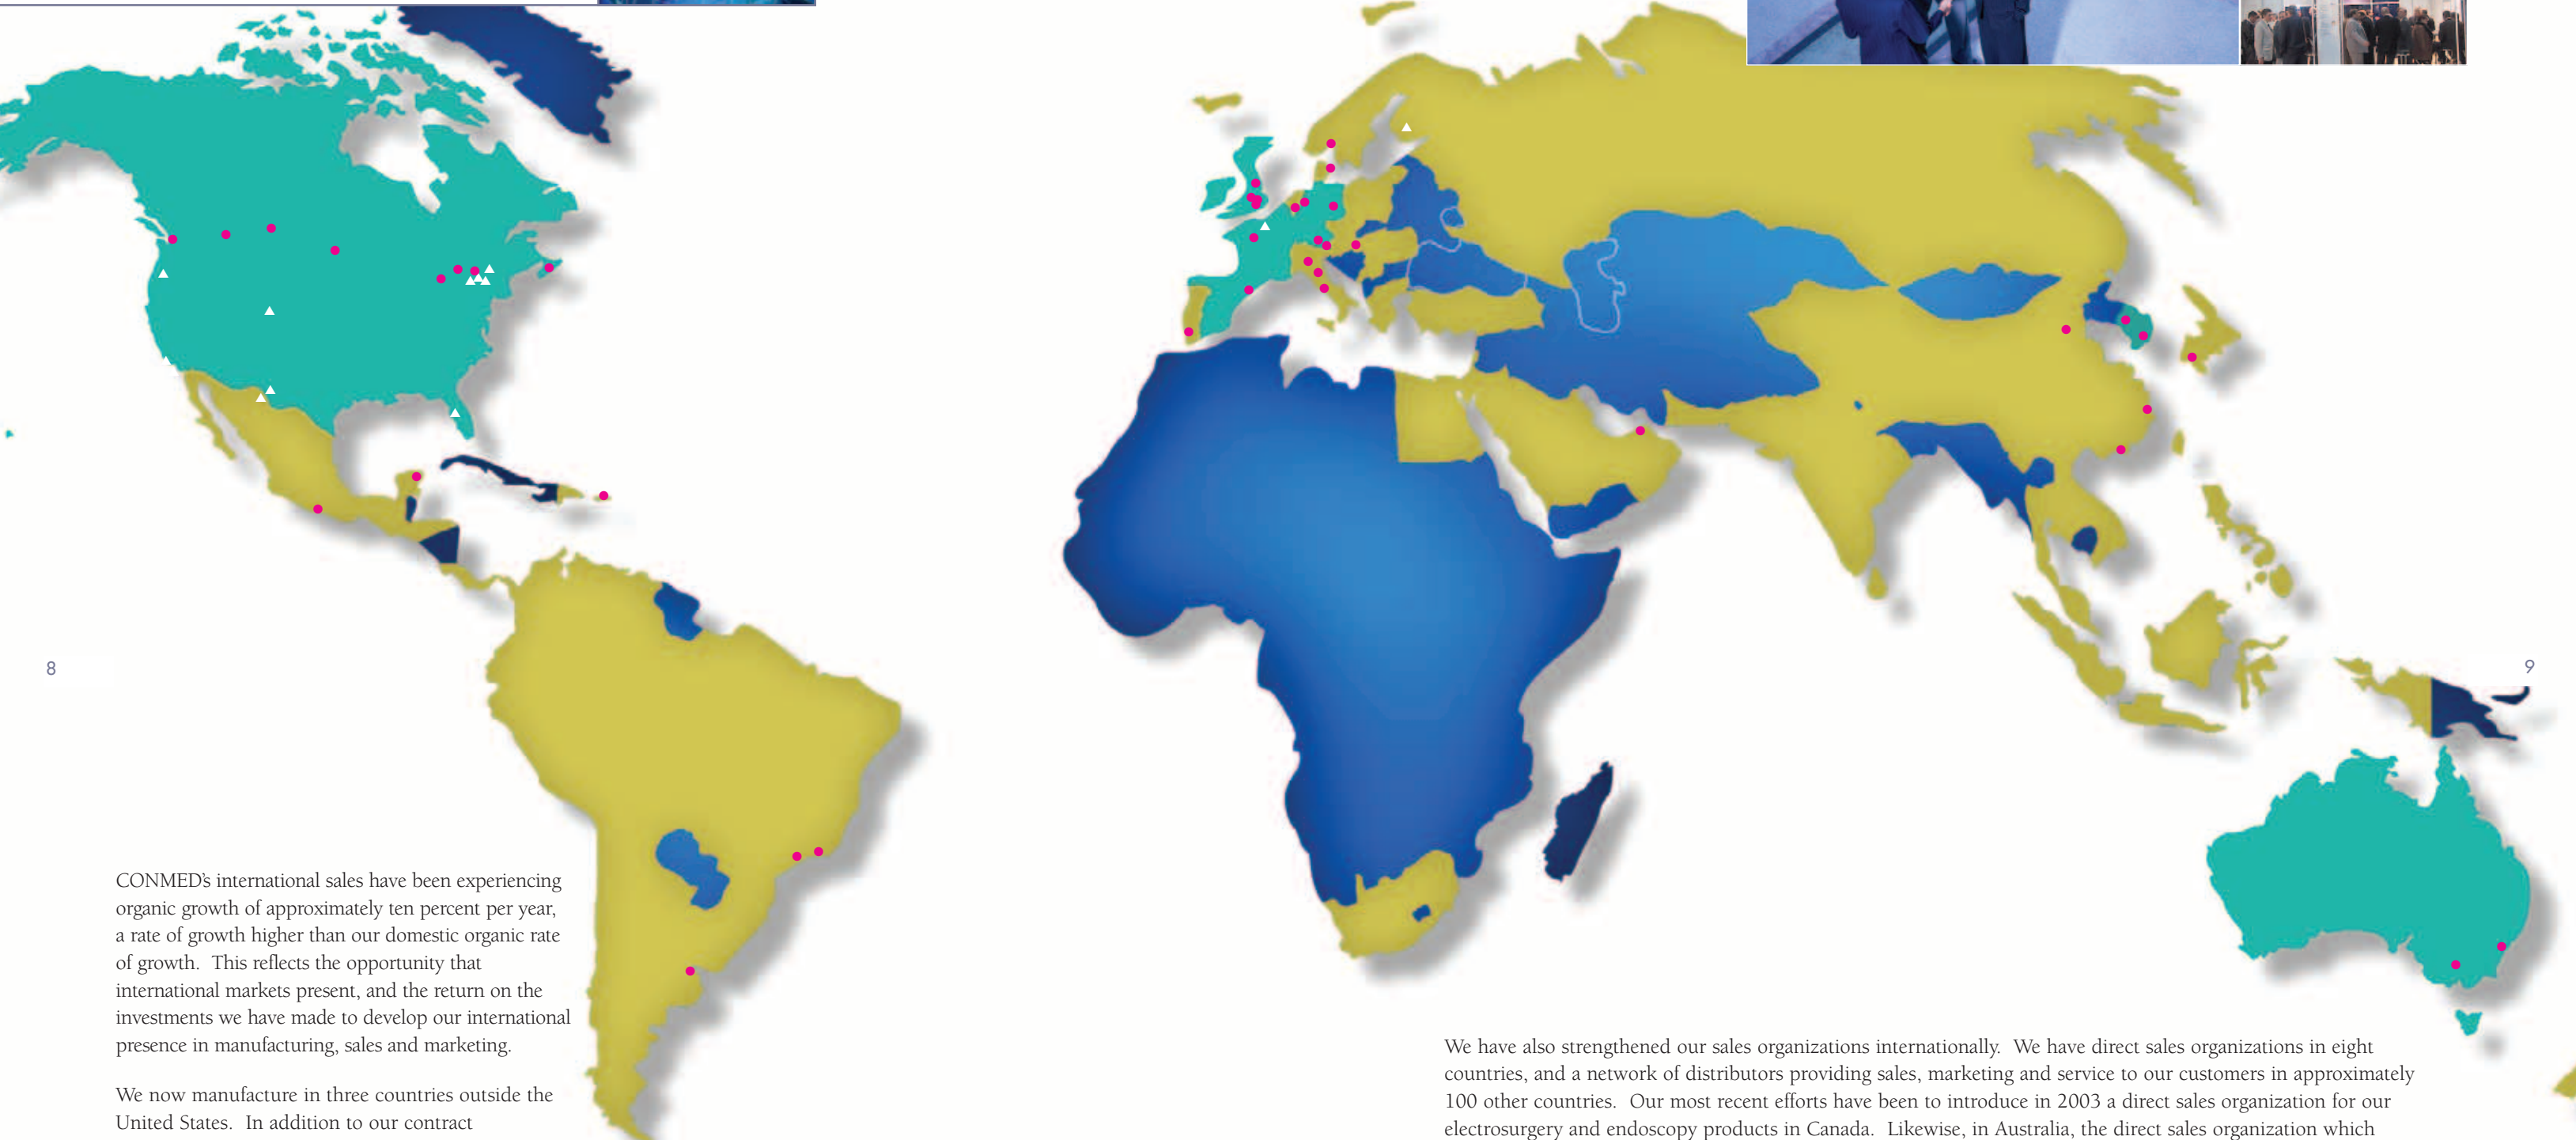 8
9
CONMED's international sales have been experiencing
organic growth of approximately ten percent per year,
a rate of growth higher than our domestic organic rate
of growth. This reflects the opportunity that
international markets present, and the return on the
investments we have made to develop our international
presence in manufacturing, sales and marketing.
We now manufacture in three countries outside the
United States. In addition to our contract
We have also strengthened our sales organizations internationally. We have direct sales organizations in eight
countries, and a network of distributors providing sales, marketing and service to our customers in approximately
100 other countries. Our most recent efforts have been to introduce in 2003 a direct sales organization for our
electrosurgery and endoscopy products in Canada. Likewise, in Australia, the direct sales organization which